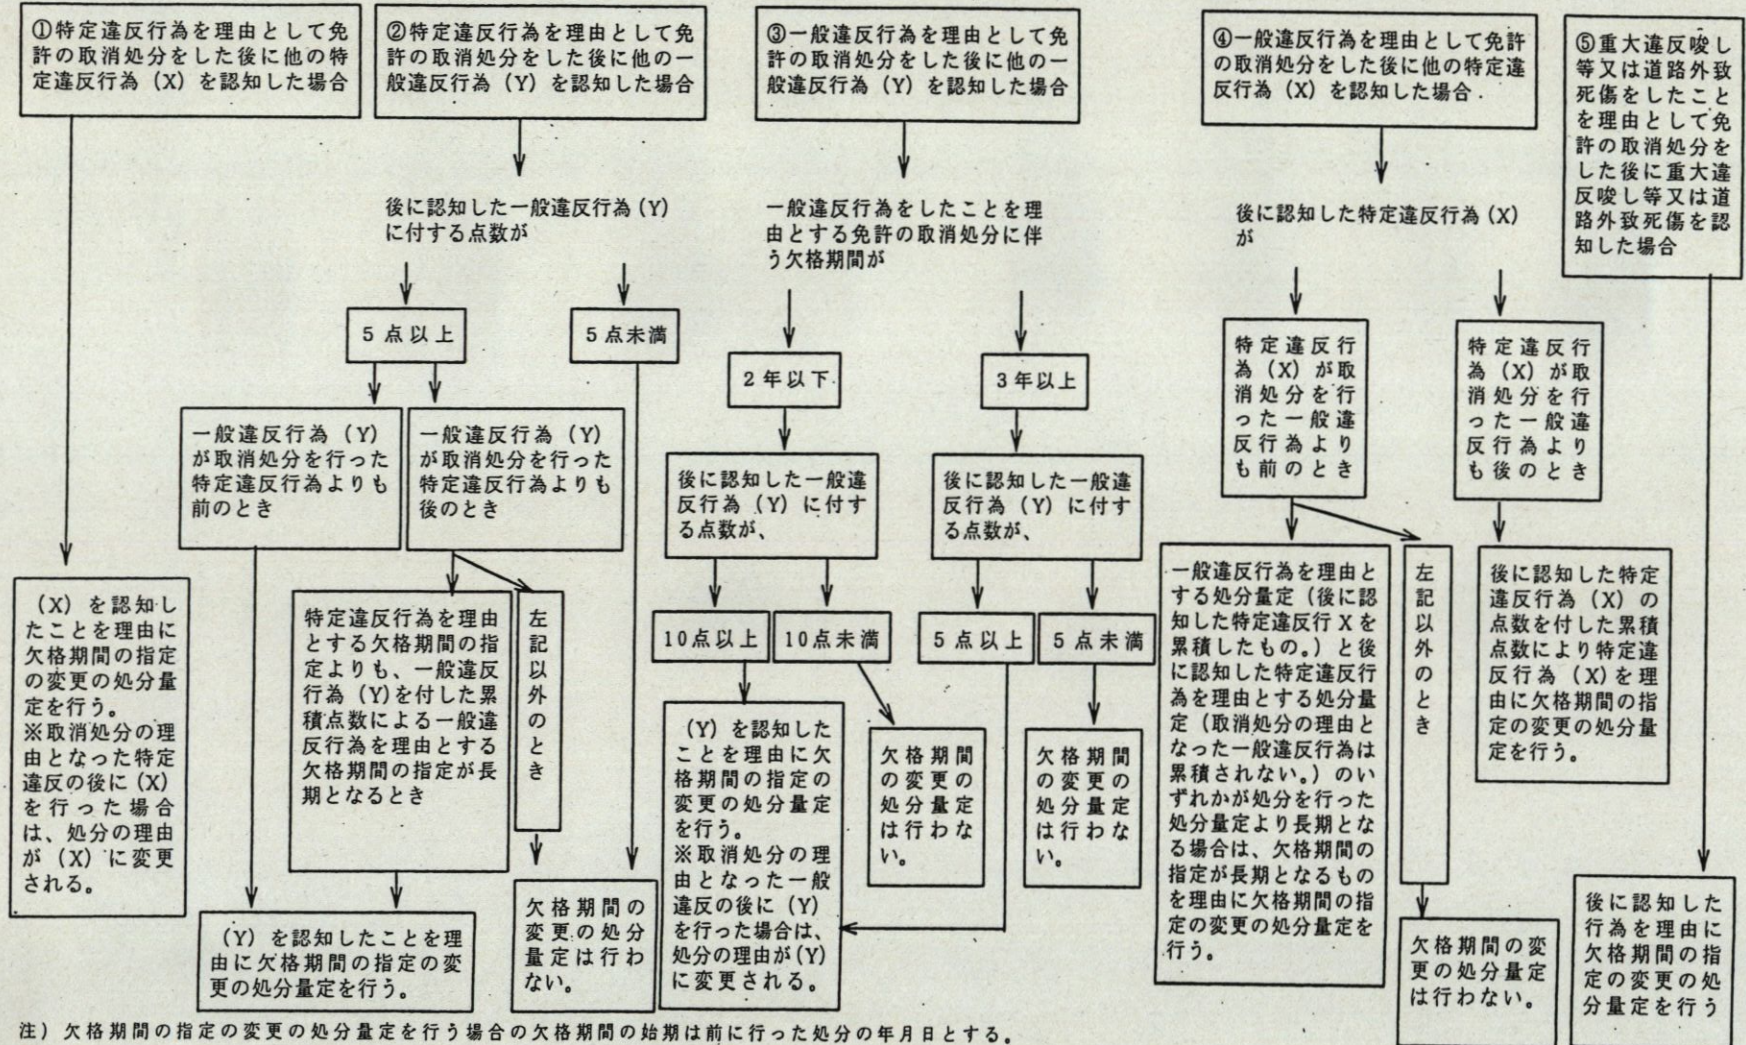 ①特定違反行為を理由として免
許の取消処分をした後に他の特
定違反行為（X）を認知した場合
（X）を認知し
たことを理由に
欠格期間の指定
の変更の処分量
定を行う。
※取消処分の理
由となった特定
違反の後に（X）
を行った場合
は、処分の理由
が（X）に変更
される。
②特定違反行為を理由として免
許の取消処分をした後に他の一
般違反行為（Y）を認知した場合
後に認知した一般違反行為（Y）
に付する点数が
5点以上
5点未満
一般違反行為（Y）
が取消処分を行った
特定違反行為よりも
前のとき
一般違反行為（Y）
が取消処分を行った
特定違反行為よりも
後のとき
特定違反行為を理由
とする欠格期間の指
定よりも、一般違反
行為（Y）を付した累
積点数による一般違
反行為を理由とする
欠格期間の指定が長
期となるとき
左記以外のとき
（Y）を認知したことを理
由に欠格期間の指定の変
更の処分量定を行う。
欠格期間の
変更の処分
量定は行わ
ない。
③一般違反行為を理由として免
許の取消処分をした後に他の一
般違反行為（Y）を認知した場合
一般違反行為をしたことを理
由とする免許の取消処分に伴
う欠格期間が
2年以下
3年以上
後に認知した一般違
反行為（Y）に付す
る点数が、
後に認知した一般違
反行為（Y）に付す
る点数が、
10点以上
10点未満
5点以上
5点未満
（Y）を認知した
ことを理由に欠
格期間の指定の
変更の処分量定
を行う。
※取消処分の理
由となった一般
違反の後に（Y）
を行った場合は、
処分の理由が（Y）
に変更される。
欠格期間
の変更の
処分量定
は行わな
い。
欠格期間
の変更の
処分量定
は行わな
い。
④一般違反行為を理由として免許
の取消処分をした後に他の特定違
反行為（X）を認知した場合
後に認知した特定違反行為（X）
が
特定違反行
為（X）が取
消処分を行
った一般違
反行為より
も前のとき
特定違反行
為（X）が取
消処分を行
った一般違
反行為より
も後のとき
一般違反行為を理由と
する処分量定（後に認
知した特定違反行Xを
累積したもの。）と後
に認知した特定違反行
為を理由とする処分量
定（取消処分の理由と
なった一般違反行為は
累積されない。）のい
ずれかが処分を行った
処分量定より長期とな
る場合は、欠格期間の
指定が長期となるもの
を理由に欠格期間の指
定の変更の処分量定を
行う。
左記以外のとき
後に認知した特定
違反行為（X）の
点数を付した累積
点数により特定違
反行為（X）を理
由に欠格期間の指
定の変更の処分量
定を行う。
欠格期間の変
更の処分量定
は行わない。
⑤重大違反唆し
等又は道路外致
死傷をしたこと
を理由として免
許の取消処分を
した後に重大違
反唆し等又は道
路外致死傷を認
知した場合
後に認知した
行為を理由に
欠格期間の指
定の変更の処
分量定を行う
注）欠格期間の指定の変更の処分量定を行う場合の欠格期間の始期は前に行った処分の年月日とする。